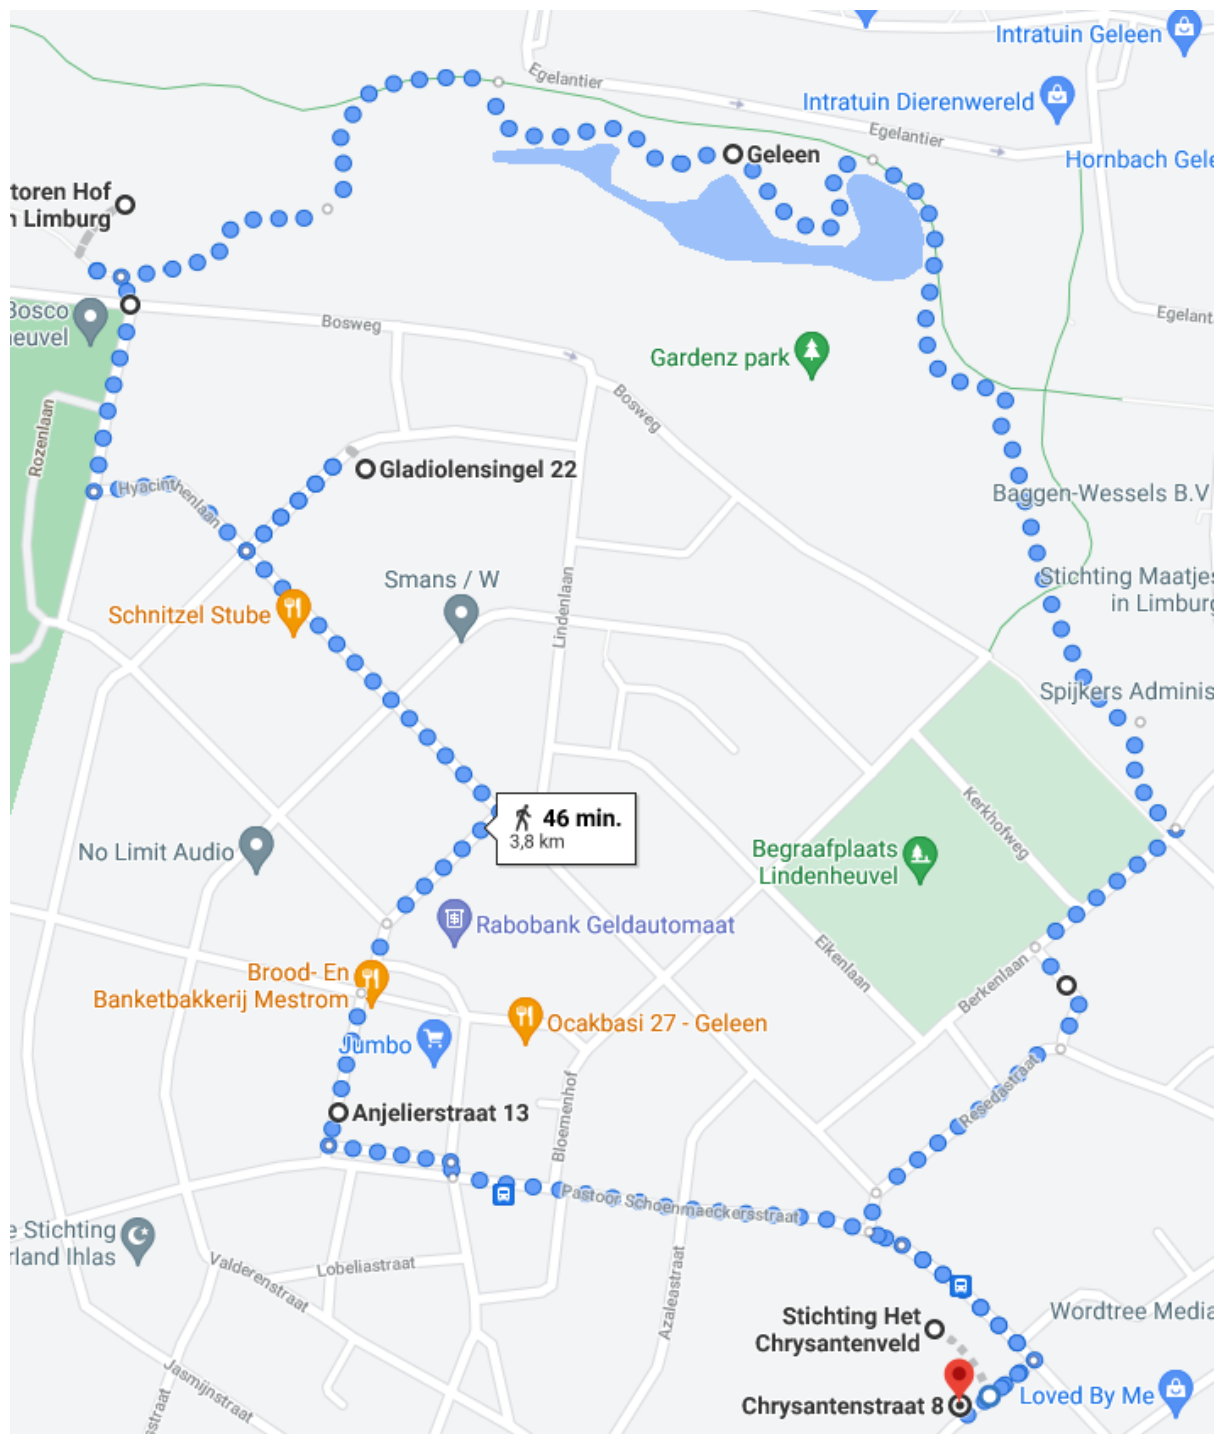 Intratuin Geleen
Egelantier
Intratuin Dierenwereld
Egelantier
Geleen
Hornbach Gele
toren Hof
n Limburg
Bosco
heuvel
Bosweg
Egelant
Gardenz park
Bosweg
Rozenlaan
Gladiolensingel 22
Hyacinthenlaan
Baggen-Wessels B.V
Smans / W
Stichting Maatjes
in Limburg
Schnitzel Stube
Lindenlaan
Spijkers Adminis
46 min.
3,8 km
Kerkhofweg
No Limit Audio
Begraafplaats
Lindenheuvel
Rabobank Geldautomaat
Eikenlaan
Berkenlaan
Brood- En
Banketbakkerij Mestrom
Ocakbasi 27 - Geleen
Jumbo
Resedastraat
Anjelierstraat 13
Bloemenhof
Pastoor Schoenmaeckersstraat
e Stichting
rland Ihlas
Valderenstraat
Lobeliastraat
Azaleastraat
Stichting Het
Chrysantenveld
Wordtree Media
Jasmijnstraat
Chrysantenstraat 8
Loved By Me
sstraat